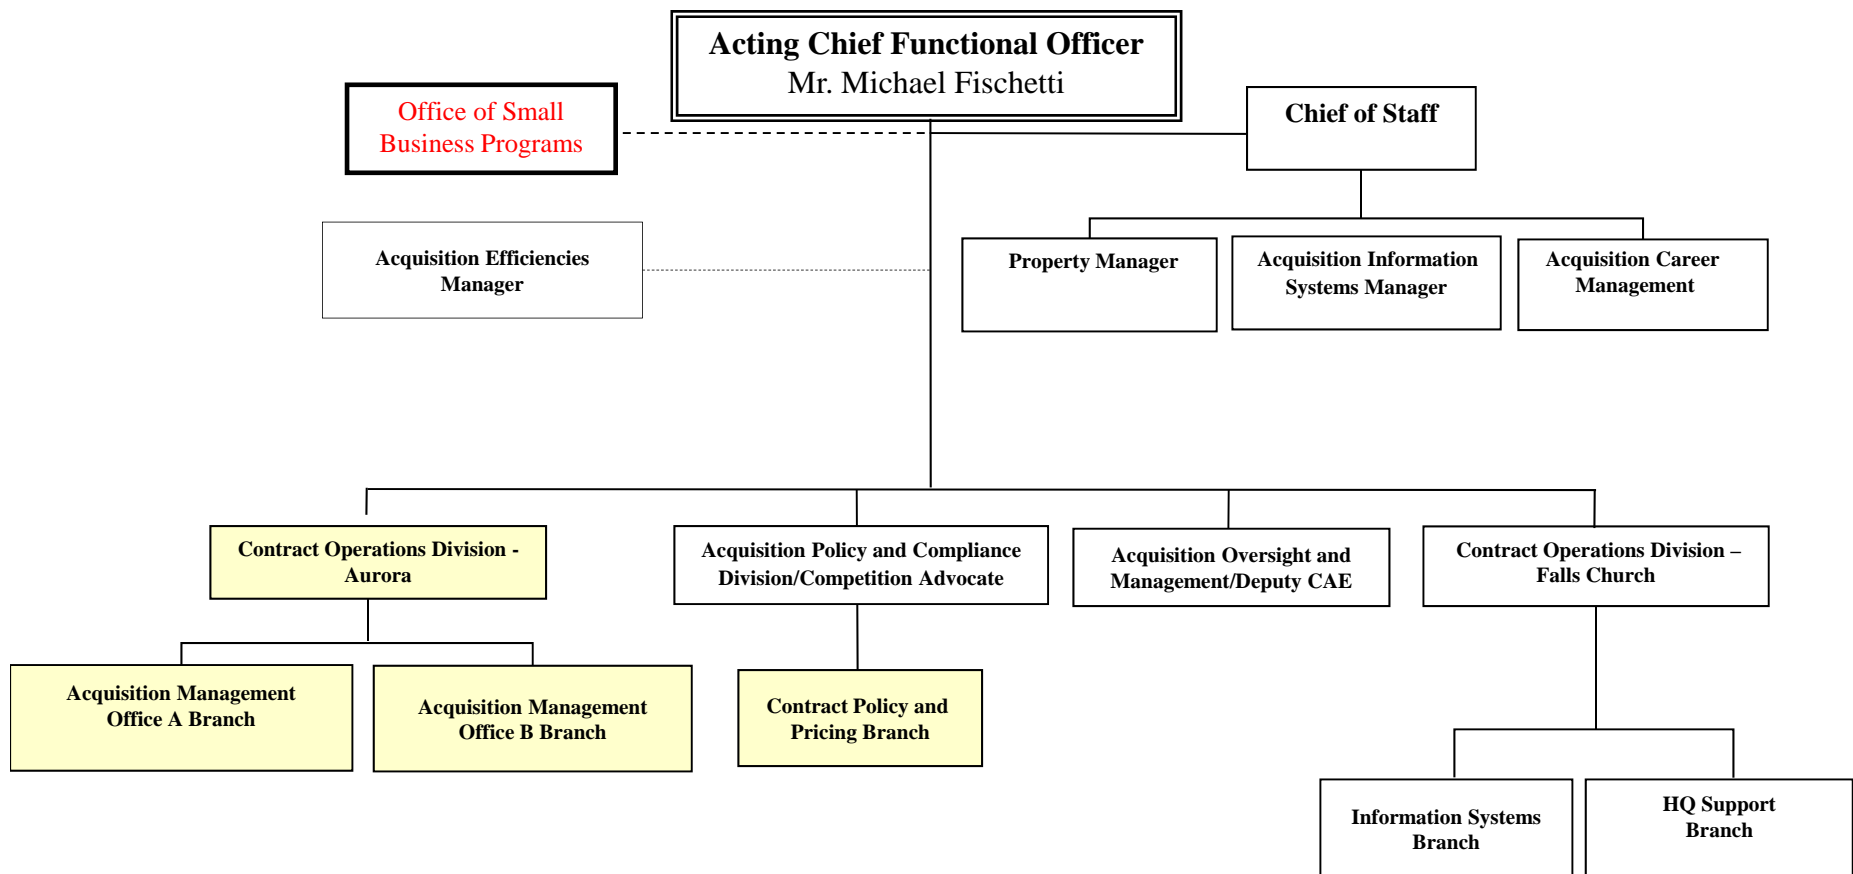 Acting Chief Functional Officer
Mr. Michael Fischetti
Office of Small
Business Programs
Chief of Staff
Acquisition Efficiencies
Manager
Property Manager
Acquisition Information
Systems Manager
Acquisition Career
Management
Contract Operations Division -
Aurora
Acquisition Policy and Compliance
Division/Competition Advocate
Acquisition Oversight and
Management/Deputy CAE
Contract Operations Division –
Falls Church
Acquisition Management
Office A Branch
Acquisition Management
Office B Branch
Contract Policy and
Pricing Branch
Information Systems
Branch
HQ Support
Branch